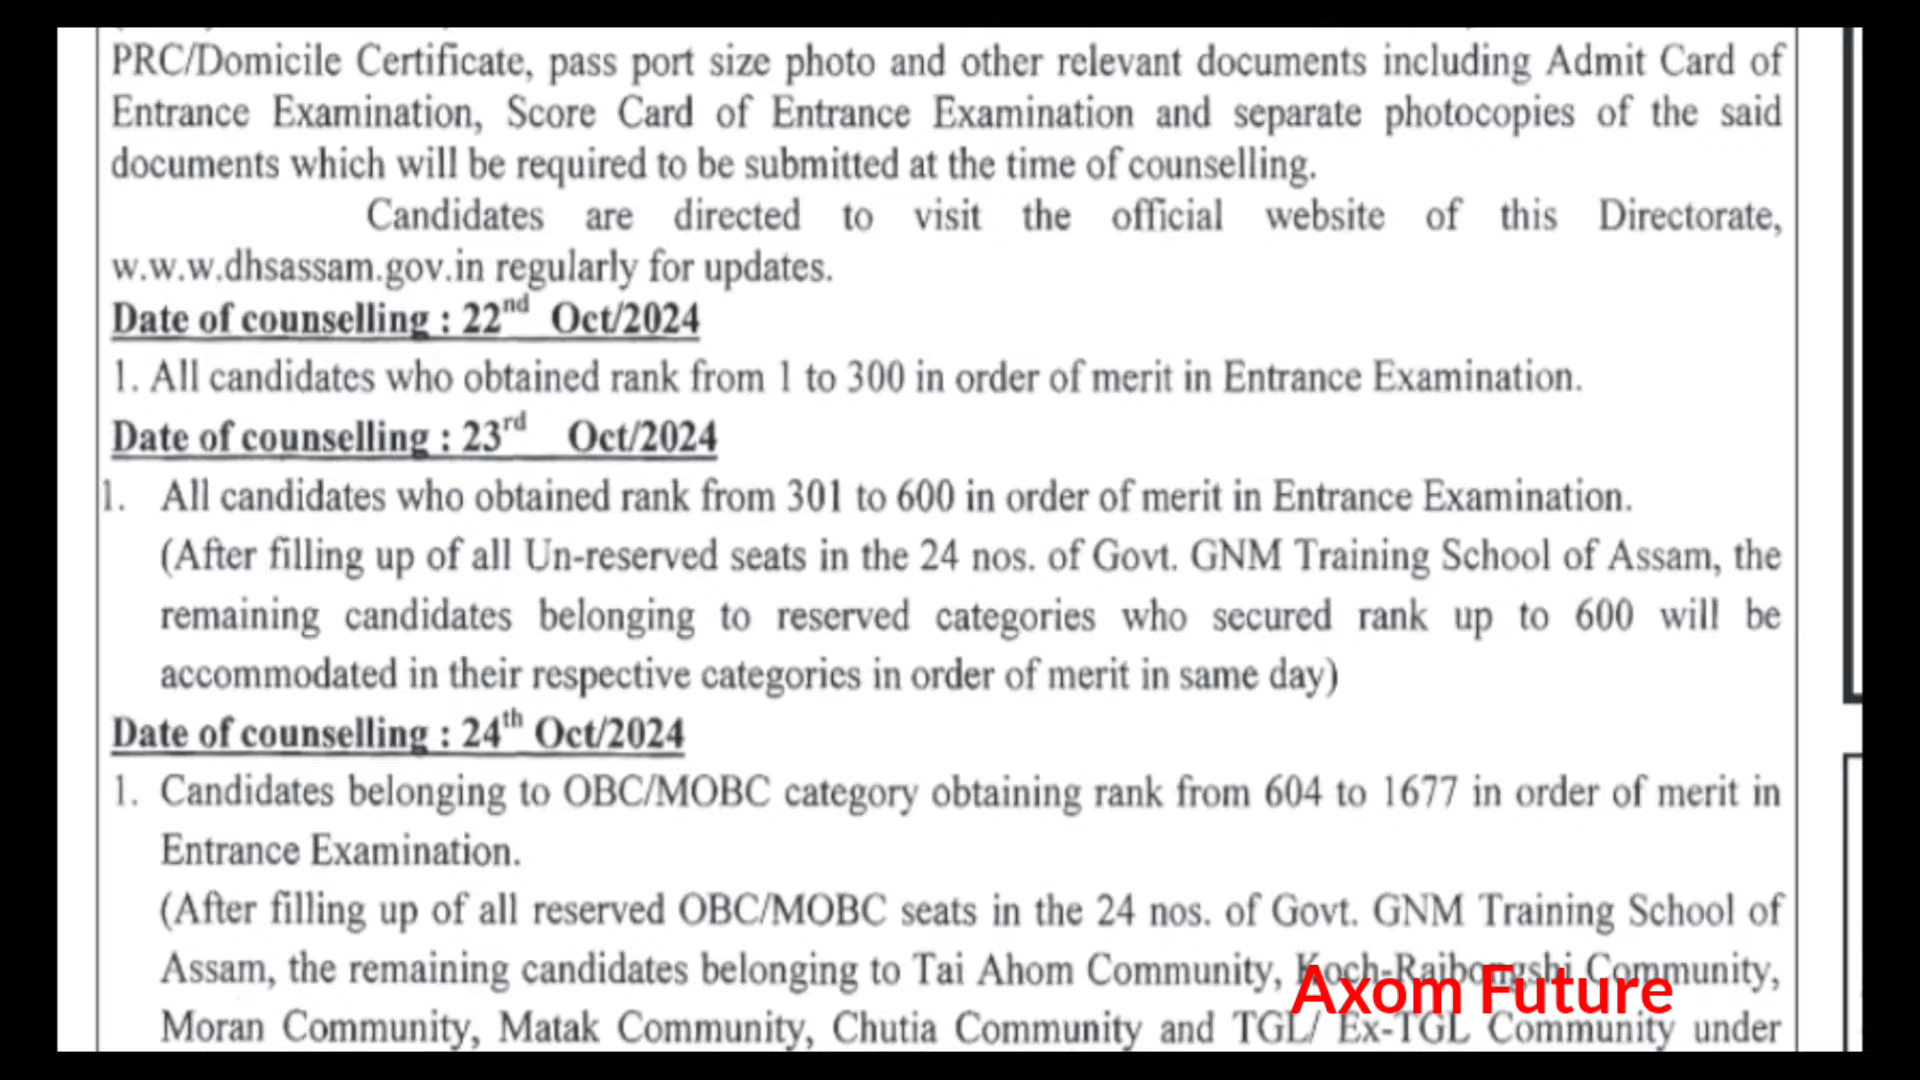 PRC/Domicile Certificate, pass port size photo and other relevant documents including Admit Card of
Entrance Examination, Score Card of Entrance Examination and separate photocopies of the said
documents which will be required to be submitted at the time of counselling.
Candidates are directed to visit the official website of this Directorate,
w.w.w.dhsassam.gov.in regularly for updates.
Date of counselling : 22nd Oct/2024
1. All candidates who obtained rank from 1 to 300 in order of merit in Entrance Examination.
Date of counselling : 23rd Oct/2024
1. All candidates who obtained rank from 301 to 600 in order of merit in Entrance Examination.
(After filling up of all Un-reserved seats in the 24 nos. of Govt. GNM Training School of Assam, the
remaining candidates belonging to reserved categories who secured rank up to 600 will be
accommodated in their respective categories in order of merit in same day)
Date of counselling : 24th Oct/2024
1. Candidates belonging to OBC/MOBC category obtaining rank from 604 to 1677 in order of merit in
Entrance Examination.
(After filling up of all reserved OBC/MOBC seats in the 24 nos. of Govt. GNM Training School of
Assam, the remaining candidates belonging to Tai Ahom Community, Koch-Rajbongshi Community,
Axom Future
Moran Community, Matak Community, Chutia Community and TGL/ Ex-TGL Community under